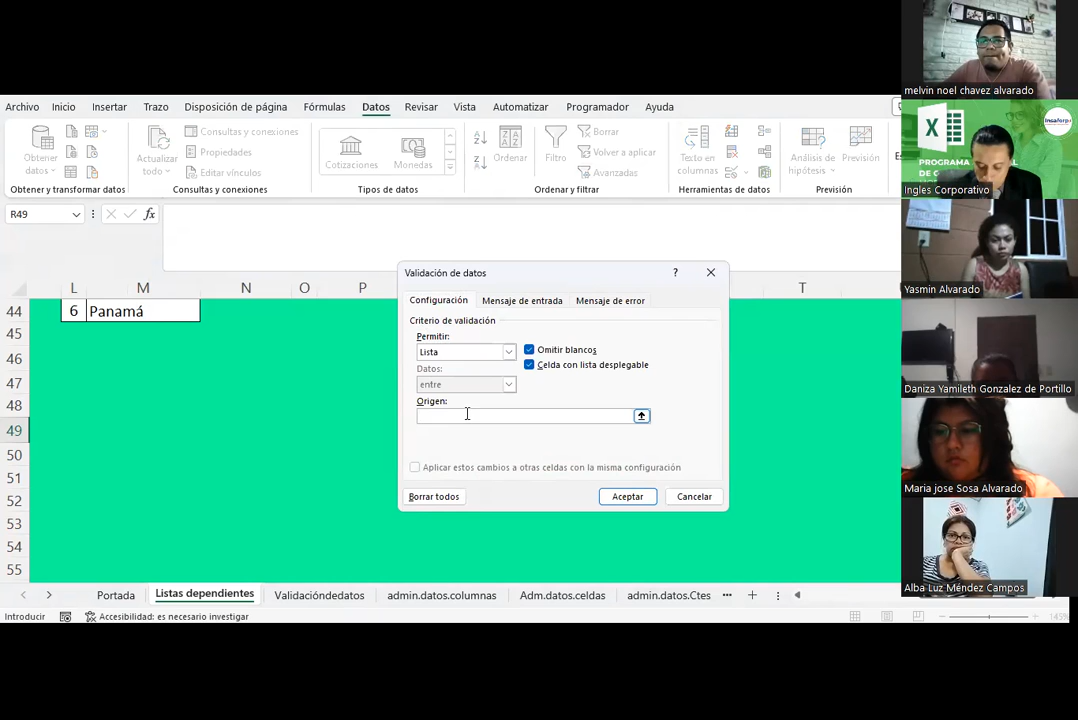 Archivo Inicio Insertar Trazo Disposición de página Fórmulas Datos Revisar Vista Automatizar Programador Ayuda
Obtener datos
Actualizar todo
Consultas y conexiones
Propiedades
Editar vínculos
Cotizaciones
Monedas
Ordenar
Filtro
Borrar
Volver a aplicar
Avanzadas
Texto en columnas
Análisis de hipótesis
Previsión
Obtener y transformar datos Consultas y conexiones Tipos de datos Ordenar y filtrar Herramientas de datos Previsión
R49
fx
L M N O P T
44 6 Panamá
45
46
47
48
49
50
51
52
53
54
55
Validación de datos ?
Configuración Mensaje de entrada Mensaje de error
Criterio de validación
Permitir:
Lista
Omitir blancos
Celda con lista desplegable
Datos:
entre
Origen:
Aplicar estos cambios a otras celdas con la misma configuración
Borrar todos Aceptar Cancelar
Portada Listas dependientes Validacióndedatos admin.datos.columnas Adm.datos.celdas admin.datos.Ctes
Introducir Accesibilidad: es necesario investigar 145%
melvin noel chavez alvarado
Ingles Corporativo
Yasmin Alvarado
Daniza Yamileth Gonzalez de Portillo
Maria jose Sosa Alvarado
Alba Luz Méndez Campos